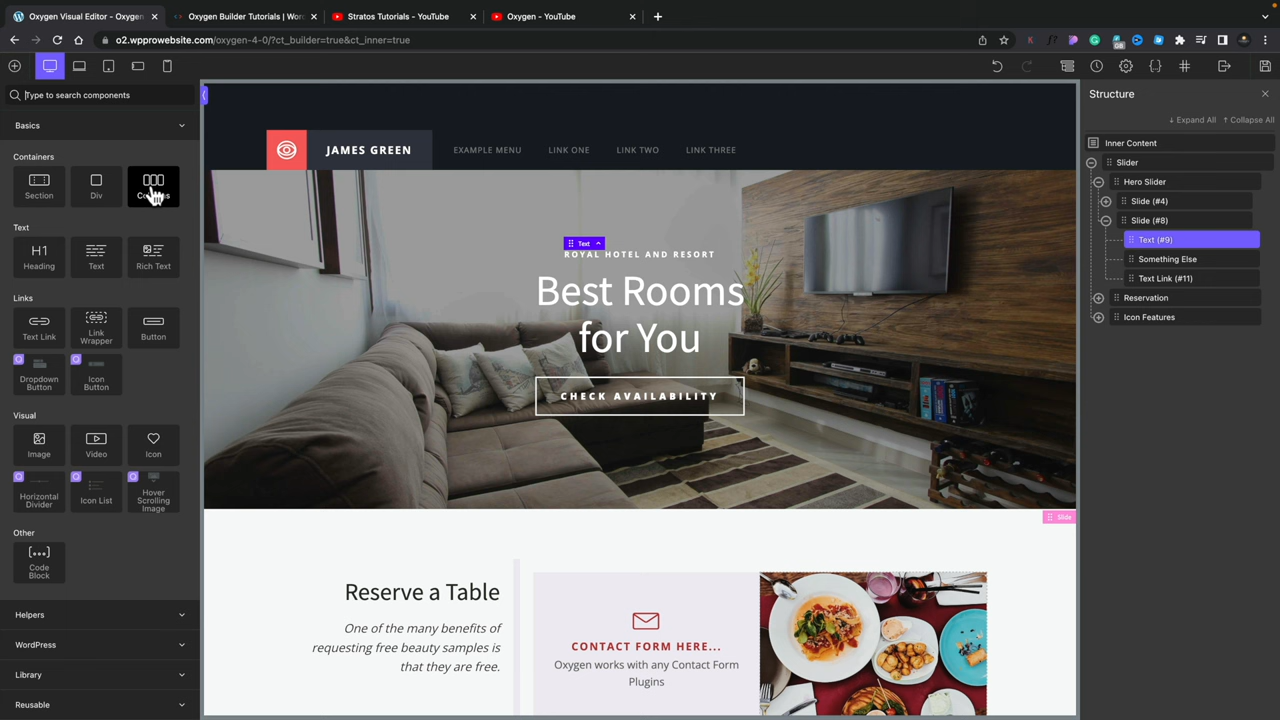 Oxygen Visual Editor - Oxygen
Oxygen Builder Tutorials | Wor
Stratos Tutorials - YouTube
Oxygen - YouTube
o2.wpprowebsite.com/oxygen-4-0/?ct_builder=true&ct_inner=true
Type to search components
Basics
Containers
Section
Div
Text
Heading
Text
Rich Text
Links
Text Link
Link
Wrapper
Button
Dropdown
Button
Icon
Button
Visual
Image
Video
Icon
Horizontal
Divider
Icon List
Hover
Scrolling
Image
Other
Code
Block
Helpers
WordPress
Library
Reusable
JAMES GREEN
EXAMPLE MENU
LINK ONE
LINK TWO
LINK THREE
Text
ROYAL HOTEL AND RESORT
Best Rooms
for You
CHECK AVAILABILITY
Slide
Reserve a Table
One of the many benefits of
requesting free beauty samples is
that they are free.
CONTACT FORM HERE...
Oxygen works with any Contact Form
Plugins
Structure
Expand All
Collapse All
Inner Content
Slider
Hero Slider
Slide (#4)
Slide (#8)
Text (#9)
Something Else
Text Link (#11)
Reservation
Icon Features